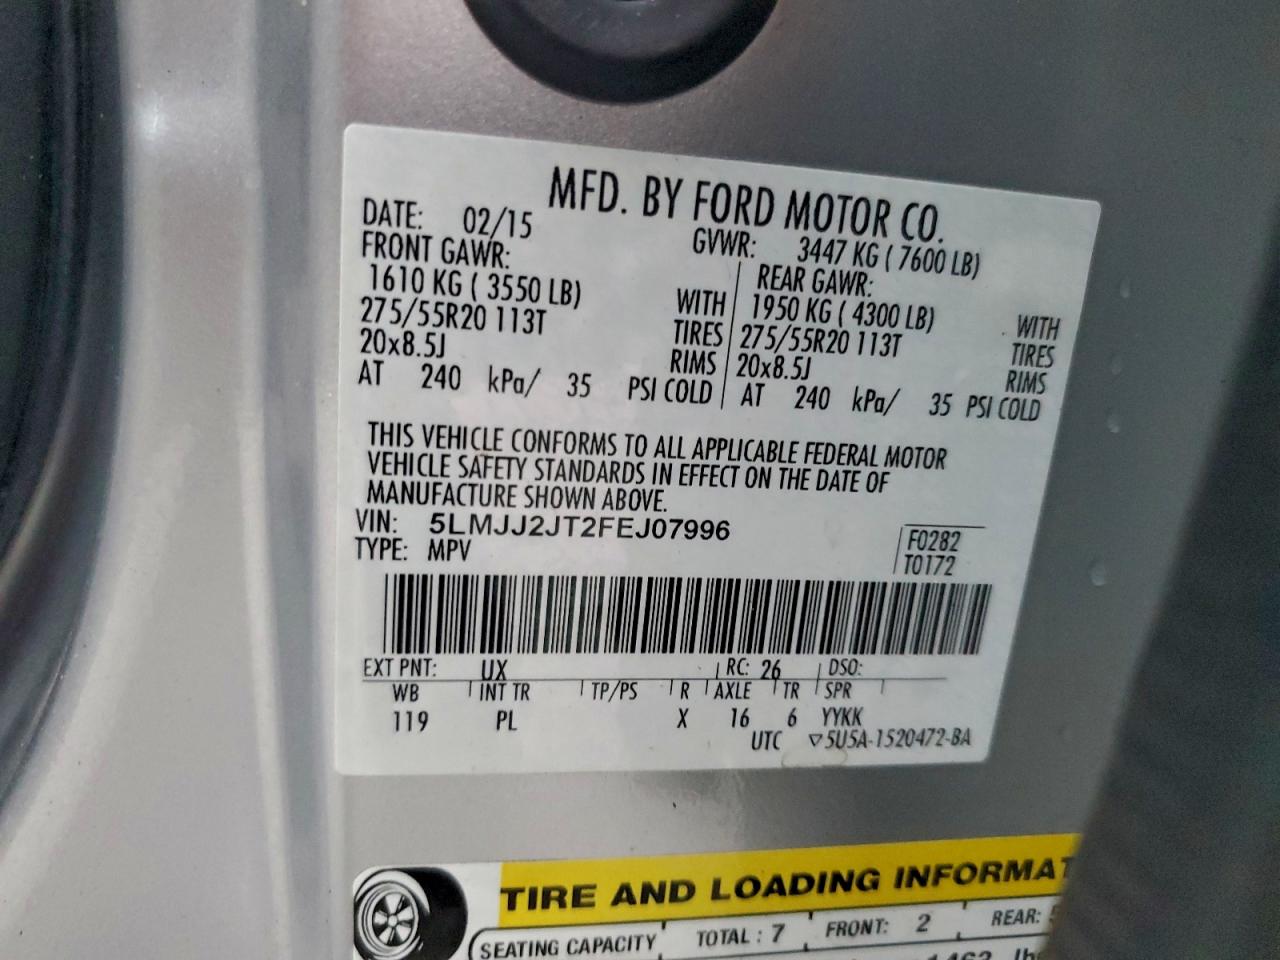 MFD. BY FORD MOTOR CO.
DATE: 02/15 GVWR: 3447 KG ( 7600 LB)
FRONT GAWR: REAR GAWR:
1610 KG ( 3550 LB) WITH 1950 KG ( 4300 LB) WITH
275/55R20 113T TIRES 275/55R20 113T TIRES
20x8.5J RIMS 20x8.5J RIMS
AT 240 kPa/ 35 PSI COLD AT 240 kPa/ 35 PSI COLD
THIS VEHICLE CONFORMS TO ALL APPLICABLE FEDERAL MOTOR
VEHICLE SAFETY STANDARDS IN EFFECT ON THE DATE OF
MANUFACTURE SHOWN ABOVE.
VIN: 5LMJJ2JT2FEJ07996 F0282
TYPE: MPV T0172
EXT PNT: UX RC: 26 DSO:
WB INT TR TP/PS R AXLE TR SPR
119 PL X 16 6 YYKK
UTC ▽5U5A-1520472-BA
TIRE AND LOADING INFORMAT
SEATING CAPACITY TOTAL : 7 FRONT: 2 REAR: